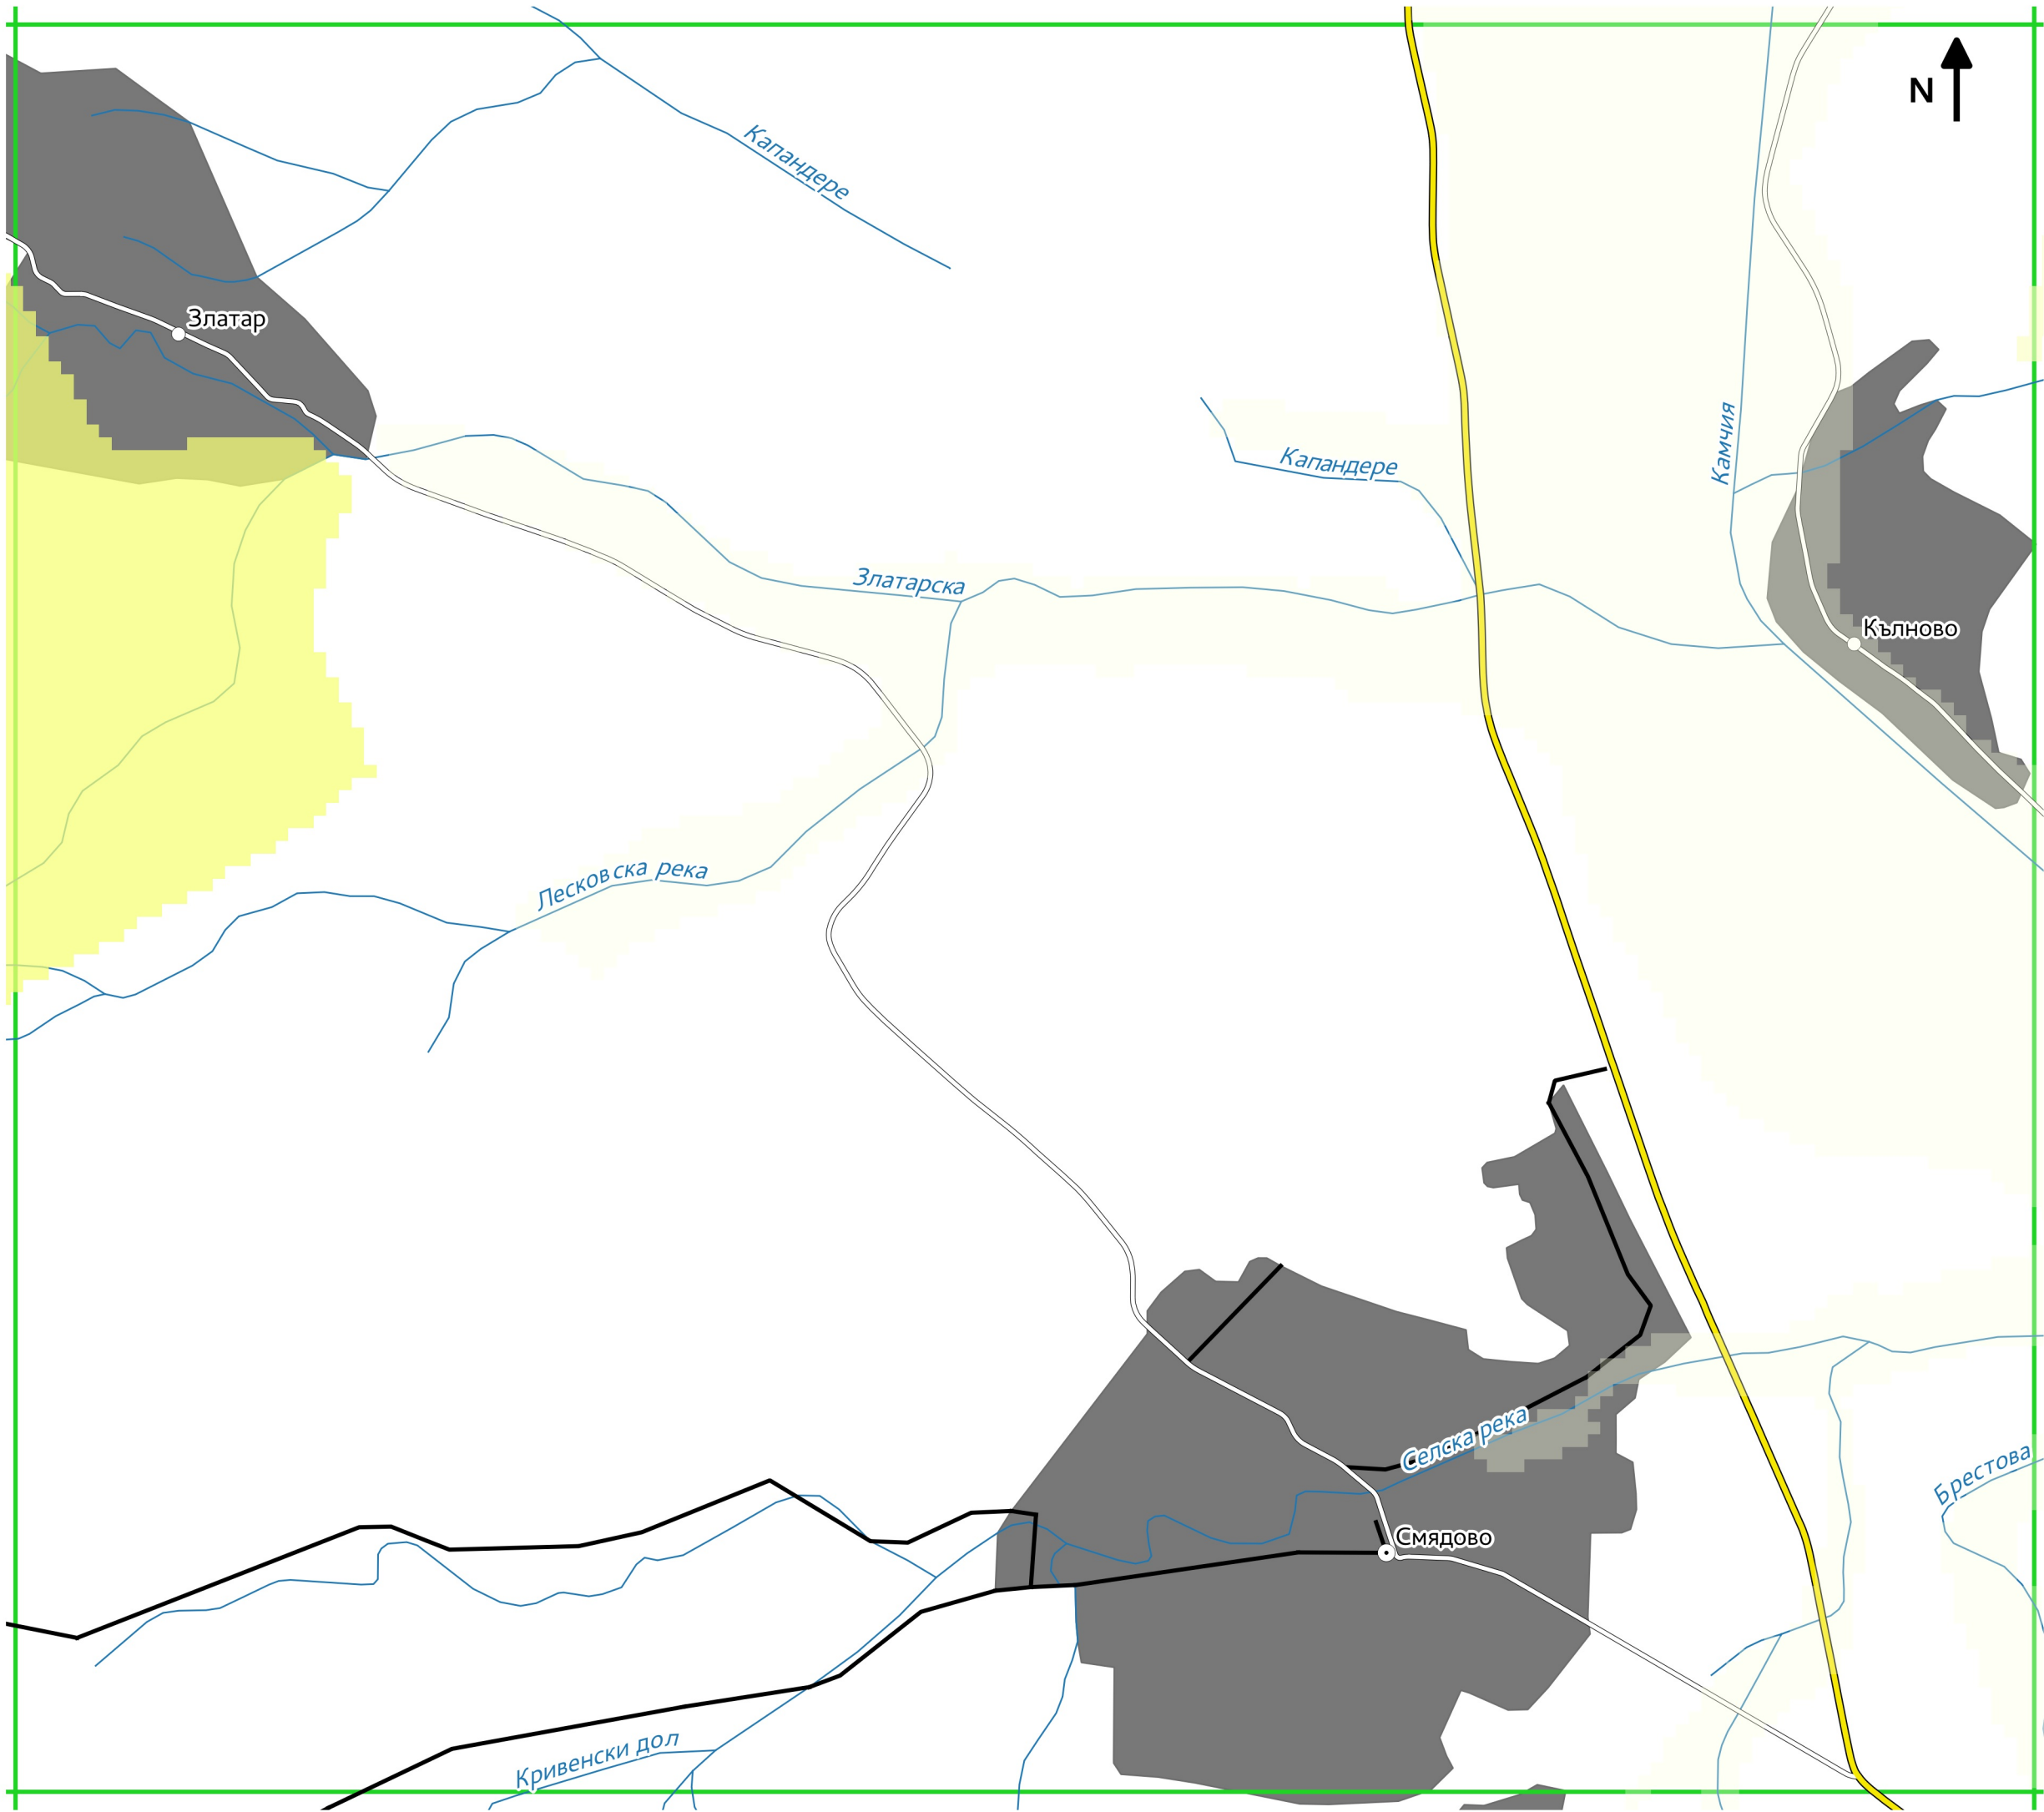 N
Капандере
Златар
Камчия
Капандере
Златарска
Кълново
Лесковска река
Селска река
Брестова
Смядово
Кривенски дол